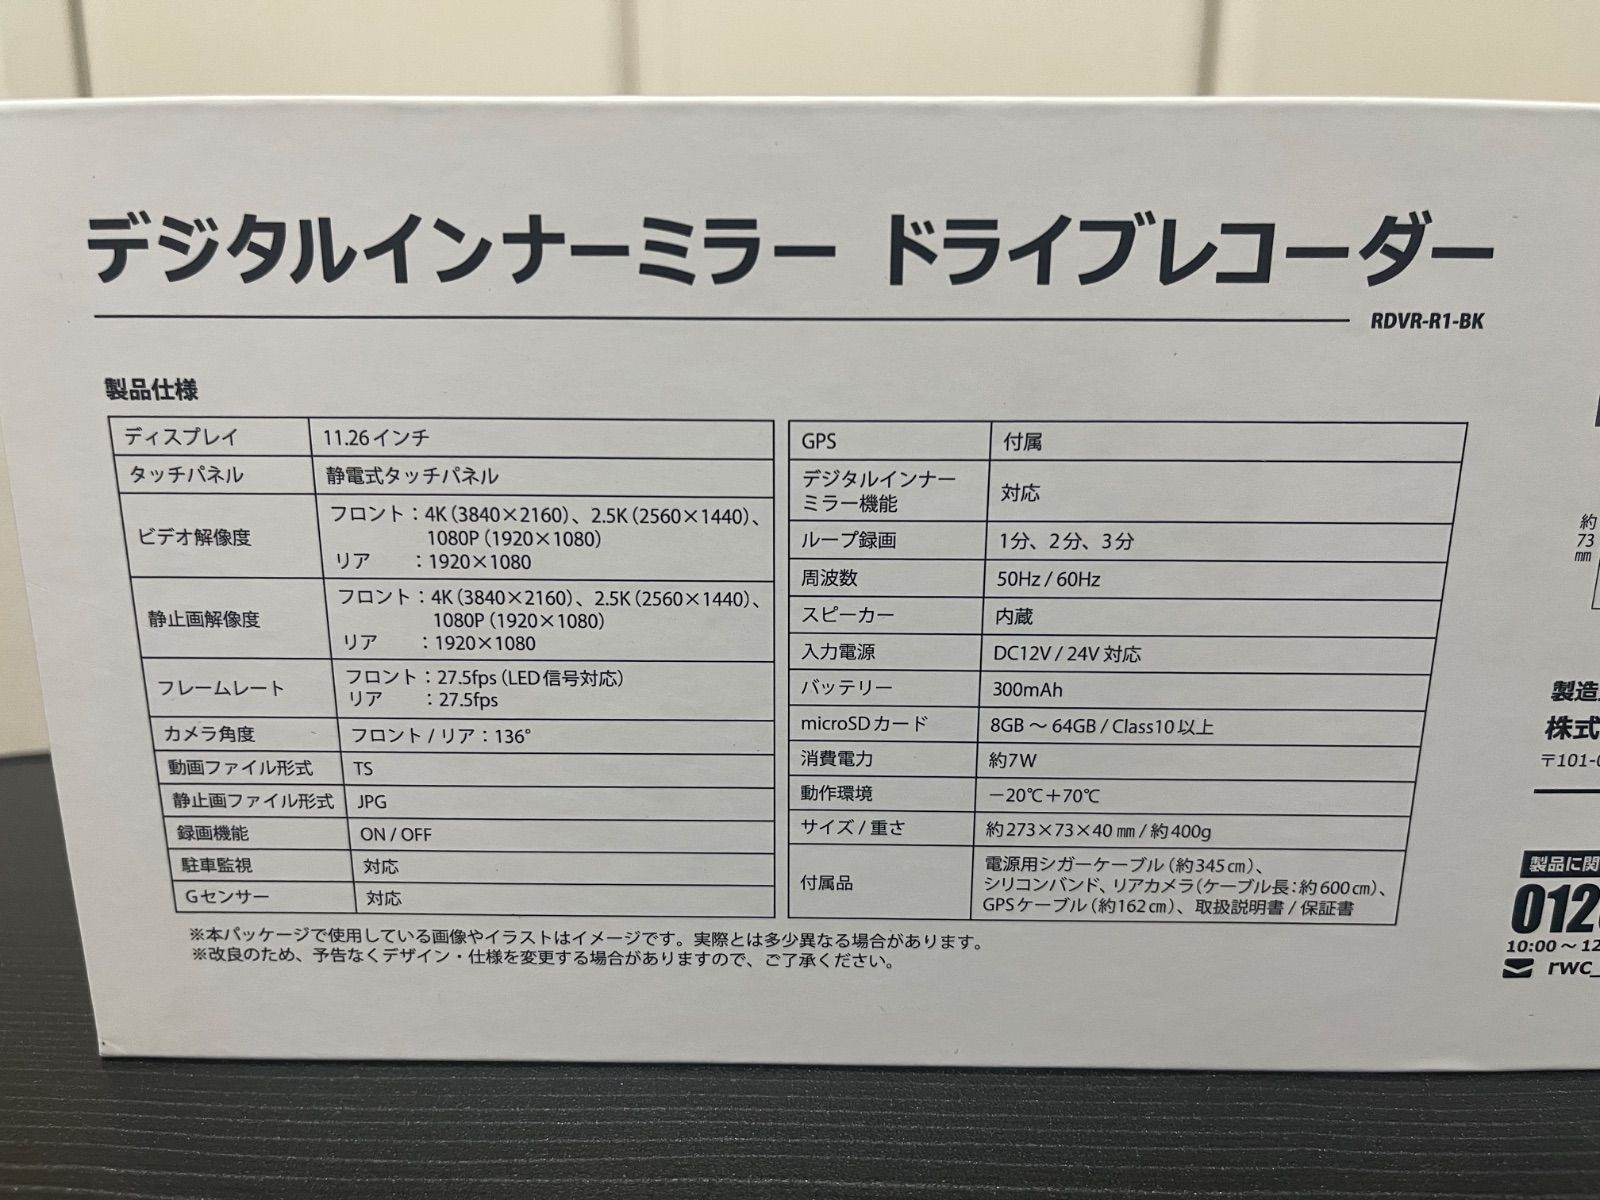 デジタルインナーミラー ドライブレコーダー
RDVR-R1-BK
製品仕様
ディスプレイ 11.26インチ
タッチパネル 静電式タッチパネル
ビデオ解像度 フロント：4K（3840×2160）、2.5K（2560×1440）、
1080P（1920×1080）
リア ：1920×1080
静止画解像度 フロント：4K（3840×2160）、2.5K（2560×1440）、
1080P（1920×1080）
リア ：1920×1080
フレームレート フロント：27.5fps（LED信号対応）
リア ：27.5fps
カメラ角度 フロント / リア：136°
動画ファイル形式 TS
静止画ファイル形式 JPG
録画機能 ON / OFF
駐車監視 対応
Gセンサー 対応
GPS 付属
デジタルインナー
ミラー機能 対応
ループ録画 1分、2分、3分
周波数 50Hz / 60Hz
スピーカー 内蔵
入力電源 DC12V / 24V 対応
バッテリー 300mAh
microSDカード 8GB ～ 64GB / Class10以上
消費電力 約7W
動作環境 －20℃＋70℃
サイズ / 重さ 約273×73×40 ㎜ / 約400g
付属品 電源用シガーケーブル（約345㎝）、
シリコンバンド、リアカメラ（ケーブル長：約600㎝）、
GPSケーブル（約162㎝）、取扱説明書 / 保証書
※本パッケージで使用している画像やイラストはイメージです。実際とは多少異なる場合があります。
※改良のため、予告なくデザイン・仕様を変更する場合がありますので、ご了承ください。
約
73
㎜
製造
株式
〒101-
製品に関
012
10:00 ～ 12
rwc_